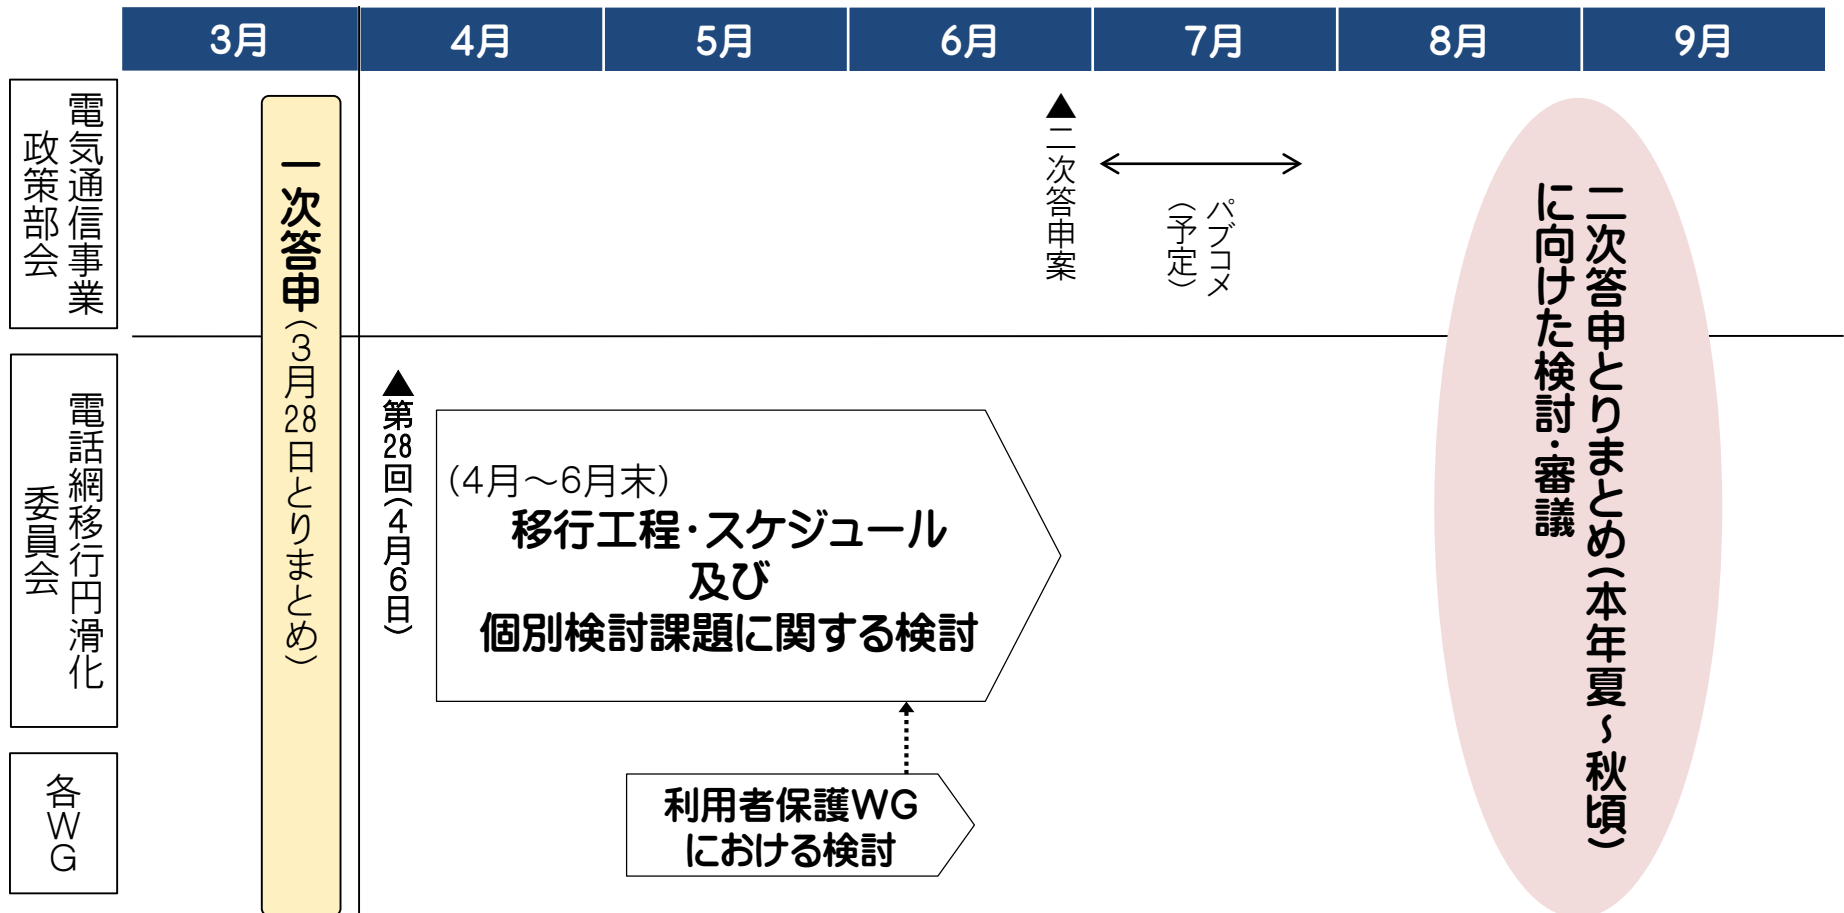 3月
4月
5月
6月
7月
8月
9月
電気通信事業
政策部会
一次答申(3月28日とりまとめ)
▲二次答申案
パブコメ
(予定)
二次答申とりまとめ(本年夏~秋頃)
に向けた検討・審議
電話網移行円滑化
委員会
▲第28回(4月6日)
(4月~6月末)
移行工程・スケジュール
及び
個別検討課題に関する検討
各WG
利用者保護WG
における検討